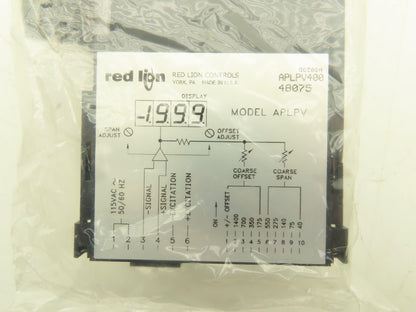 red lion
RED LION CONTROLS
YORK, PA. MADE IN U.S.A.
APLPV400
48075
DISPLAY
-1.9.9.9
MODEL APLPV
SPAN
ADJUST
OFFSET
ADJUST
COARSE
OFFSET
COARSE
SPAN
115VAC ~
50/60 HZ
-SIGNAL
+SIGNAL
-EXCITATION
+EXCITATION
ON →
+/- OFFSET
1400
700
350
175
550
275
140
75
40
1 2 3 4 5 6
1 2 3 4 5 6 7 8 9 10